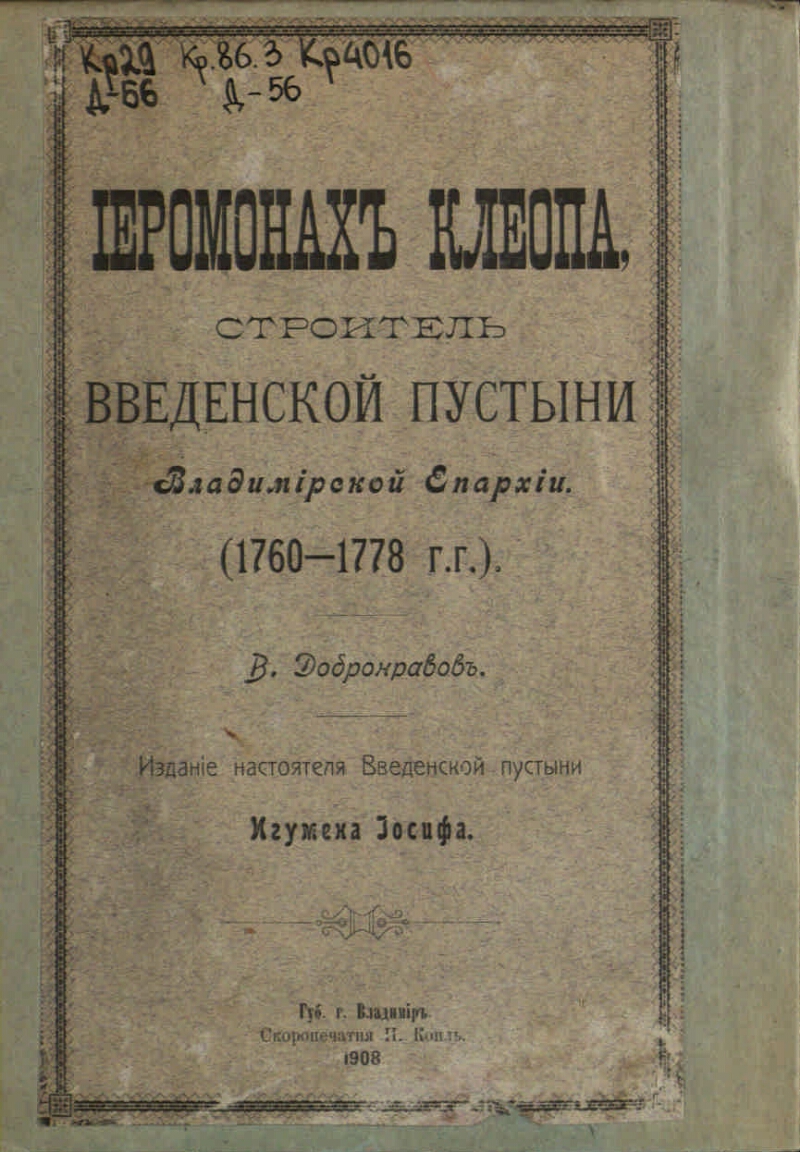 Кр29 Кр.86.3 Кр4016
Д-56 Д-56
ІЕРОМОНАХЪ КЛЕОПА,
СТРОИТЕЛЬ
ВВЕДЕНСКОЙ ПУСТЫНИ
Владимірской Епархіи.
(1760—1778 г.г.).
В. Добронравовъ.
Изданіе настоятеля Введенской пустыни
Игумена Іосифа.
Губ. г. Владиміръ.
Скоропечатня И. Коиль.
1908